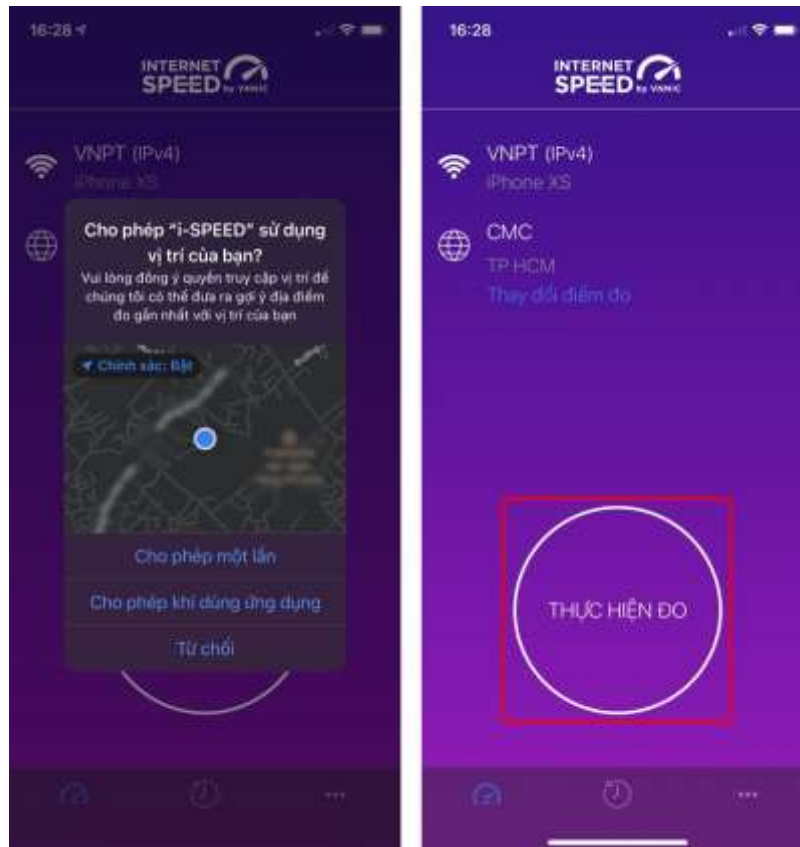 16:28
INTERNET
SPEED by VNNIC
VNPT (IPv4)
iPhone XS
Cho phép "i-SPEED" sử dụng
vị trí của bạn?
Vui lòng đồng ý quyền truy cập vị trí để
chúng tôi có thể đưa ra gợi ý địa điểm
đo gần nhất với vị trí của bạn
Chính xác: Bật
Cho phép một lần
Cho phép khi dùng ứng dụng
Từ chối
16:28
INTERNET
SPEED by VNNIC
VNPT (IPv4)
iPhone XS
CMC
TP HCM
Thay đổi điểm đo
THỰC HIỆN ĐO